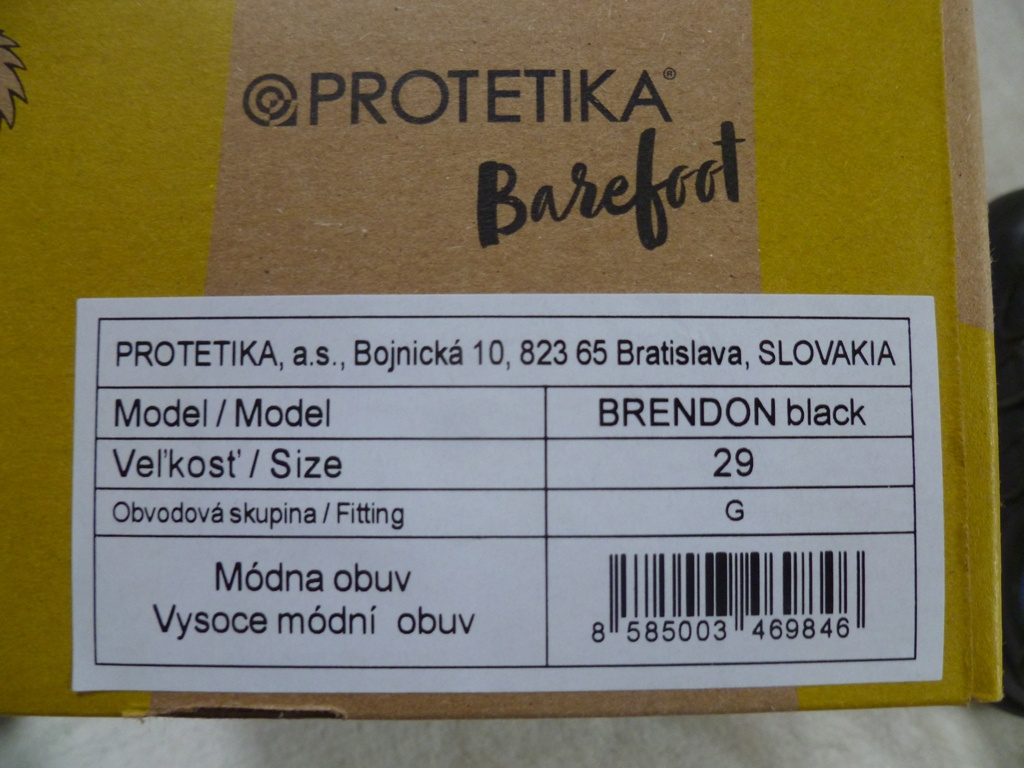 PROTETIKA®
Barefoot
PROTETIKA, a.s., Bojnická 10, 823 65 Bratislava, SLOVAKIA
Model / Model BRENDON black
Veľkosť / Size 29
Obvodová skupina / Fitting G
Módna obuv
Vysoce módní obuv
8 585003 469846